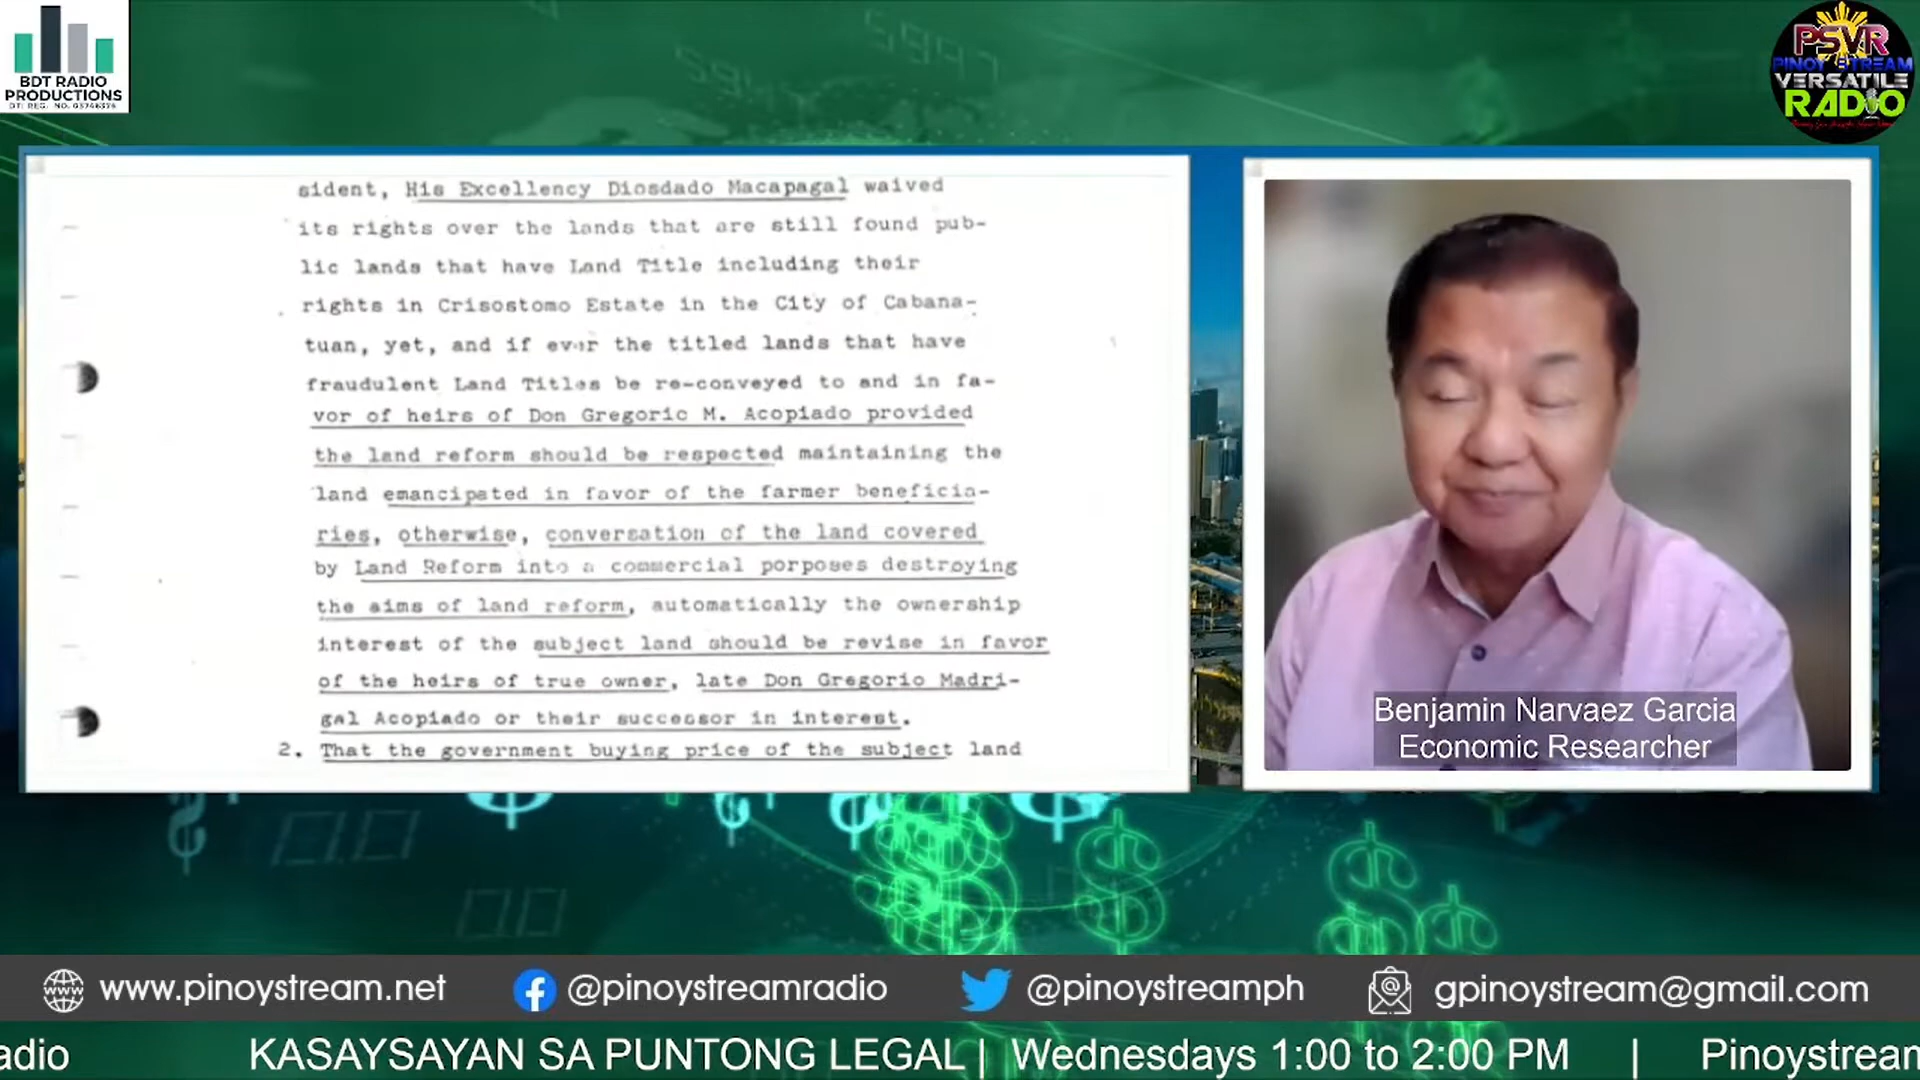 BDT RADIO
PRODUCTIONS
PSVR
PINOY STREAM
VERSATILE
RADIO
sident, His Excellency Diosdado Macapagal waived
its rights over the lands that are still found pub-
lic lands that have Land Title including their
rights in Crisostomo Estate in the City of Cabana-
tuan, yet, and if ever the titled lands that have
fraudulent Land Titles be re-conveyed to and in fa-
vor of heirs of Don Gregorio M. Acopiado provided
the land reform should be respected maintaining the
land emancipated in favor of the farmer beneficia-
ries, otherwise, conversation of the land covered
by Land Reform into a commercial porposes destroying
the aims of land reform, automatically the ownership
interest of the subject land should be revise in favor
of the heirs of true owner, late Don Gregorio Madri-
gal Acopiado or their successor in interest.
2. That the government buying price of the subject land
Benjamin Narvaez Garcia
Economic Researcher
www.pinoystream.net @pinoystreamradio @pinoystreamph gpinoystream@gmail.com
adio KASAYSAYAN SA PUNTONG LEGAL | Wednesdays 1:00 to 2:00 PM | Pinoystream